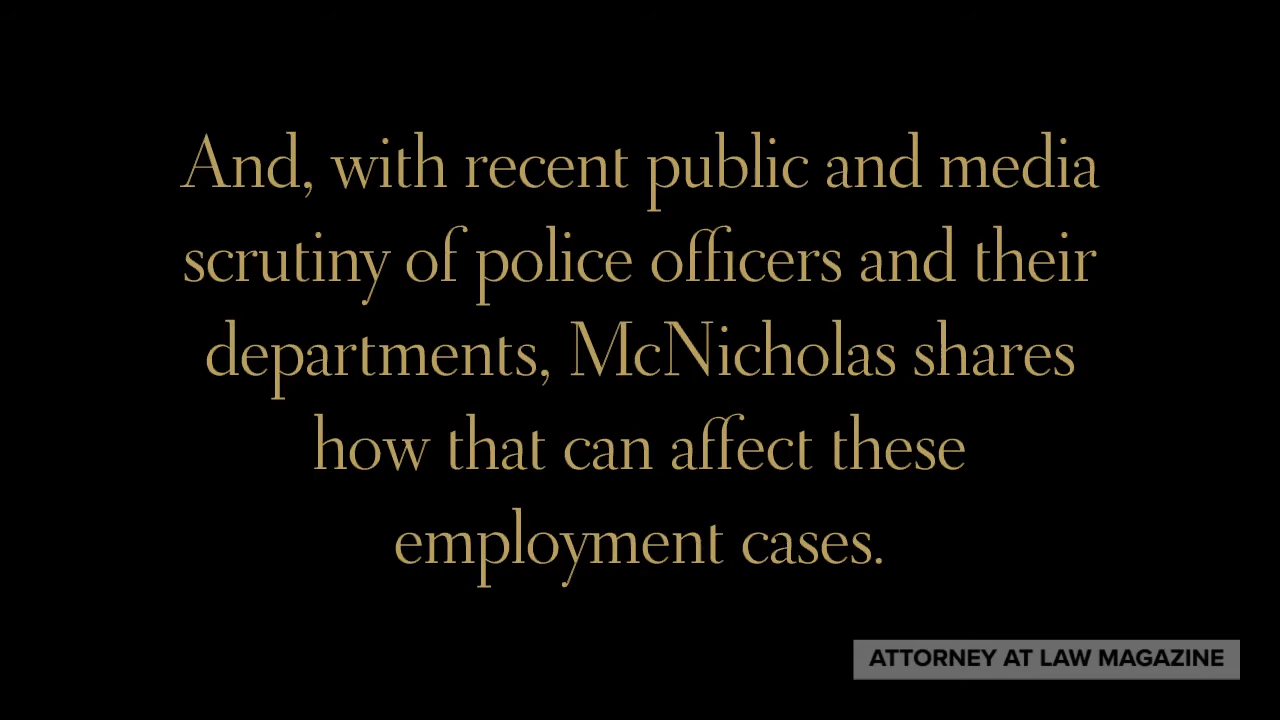 And, with recent public and media
scrutiny of police officers and their
departments, McNicholas shares
how that can affect these
employment cases.
ATTORNEY AT LAW MAGAZINE